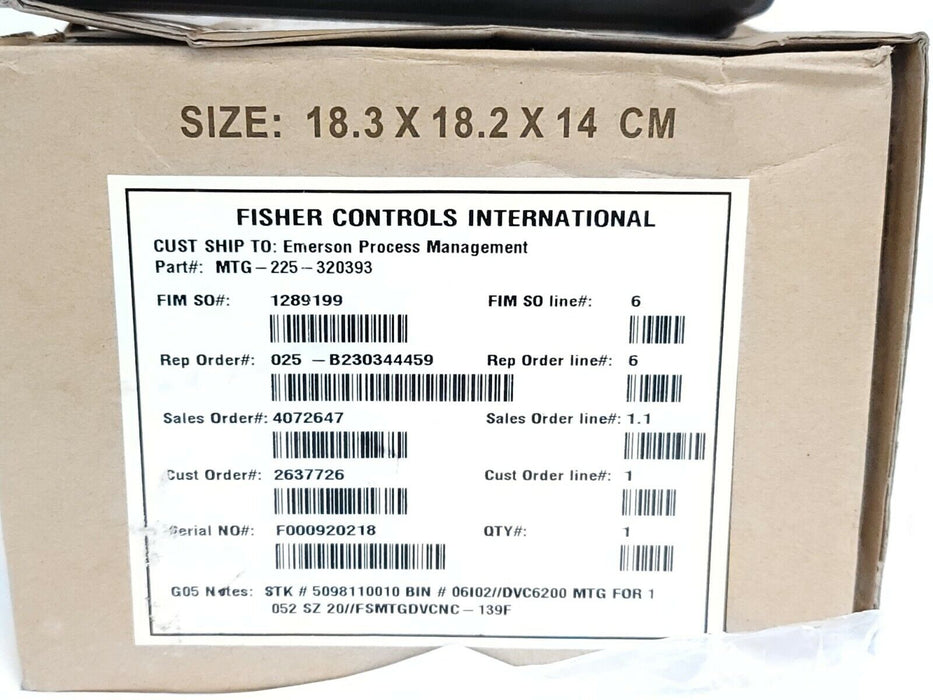 SIZE: 18.3 X 18.2 X 14 CM
FISHER CONTROLS INTERNATIONAL
CUST SHIP TO: Emerson Process Management
Part#: MTG-225-320393
FIM SO#: 1289199 FIM SO line#: 6
Rep Order#: 025 -B230344459 Rep Order line#: 6
Sales Order#: 4072647 Sales Order line#: 1.1
Cust Order#: 2637726 Cust Order line#: 1
Serial NO#: F000920218 QTY#: 1
G05 Notes: STK # 5098110010 BIN # 06I02//DVC6200 MTG FOR 1
052 SZ 20//FSMTGDVCNC-139F